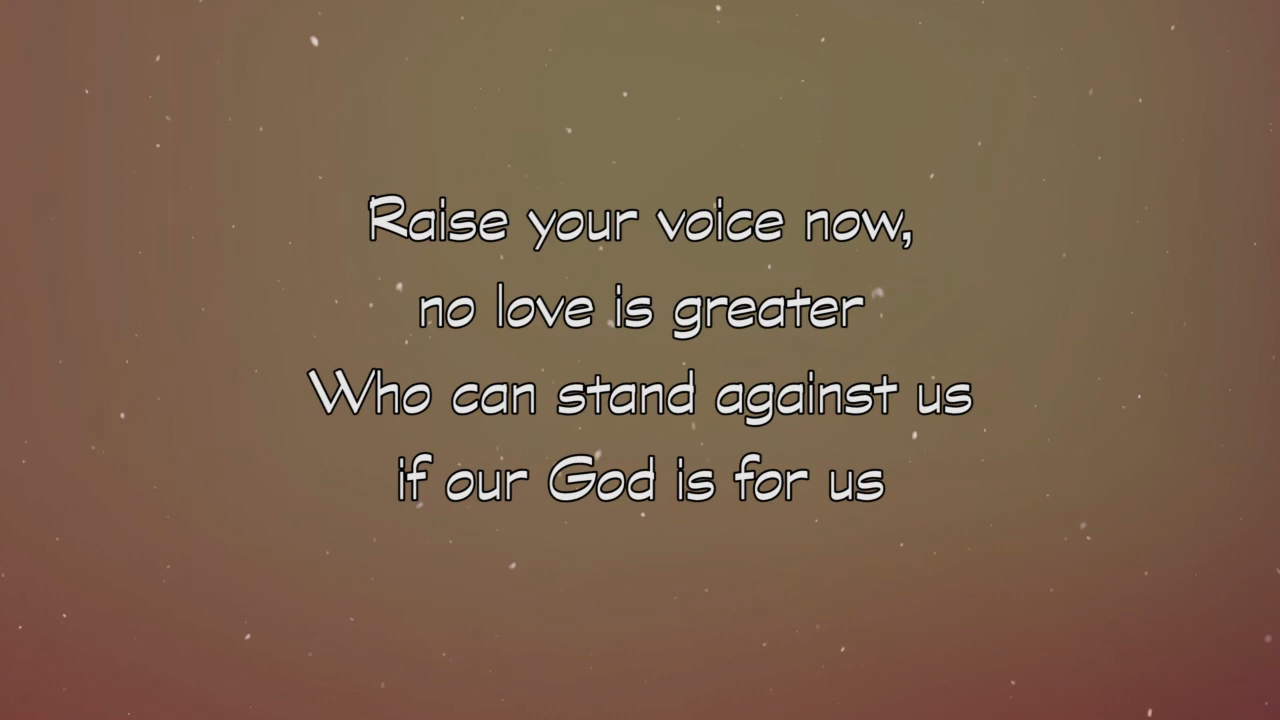 Raise your voice now,
no love is greater
Who can stand against us
if our God is for us